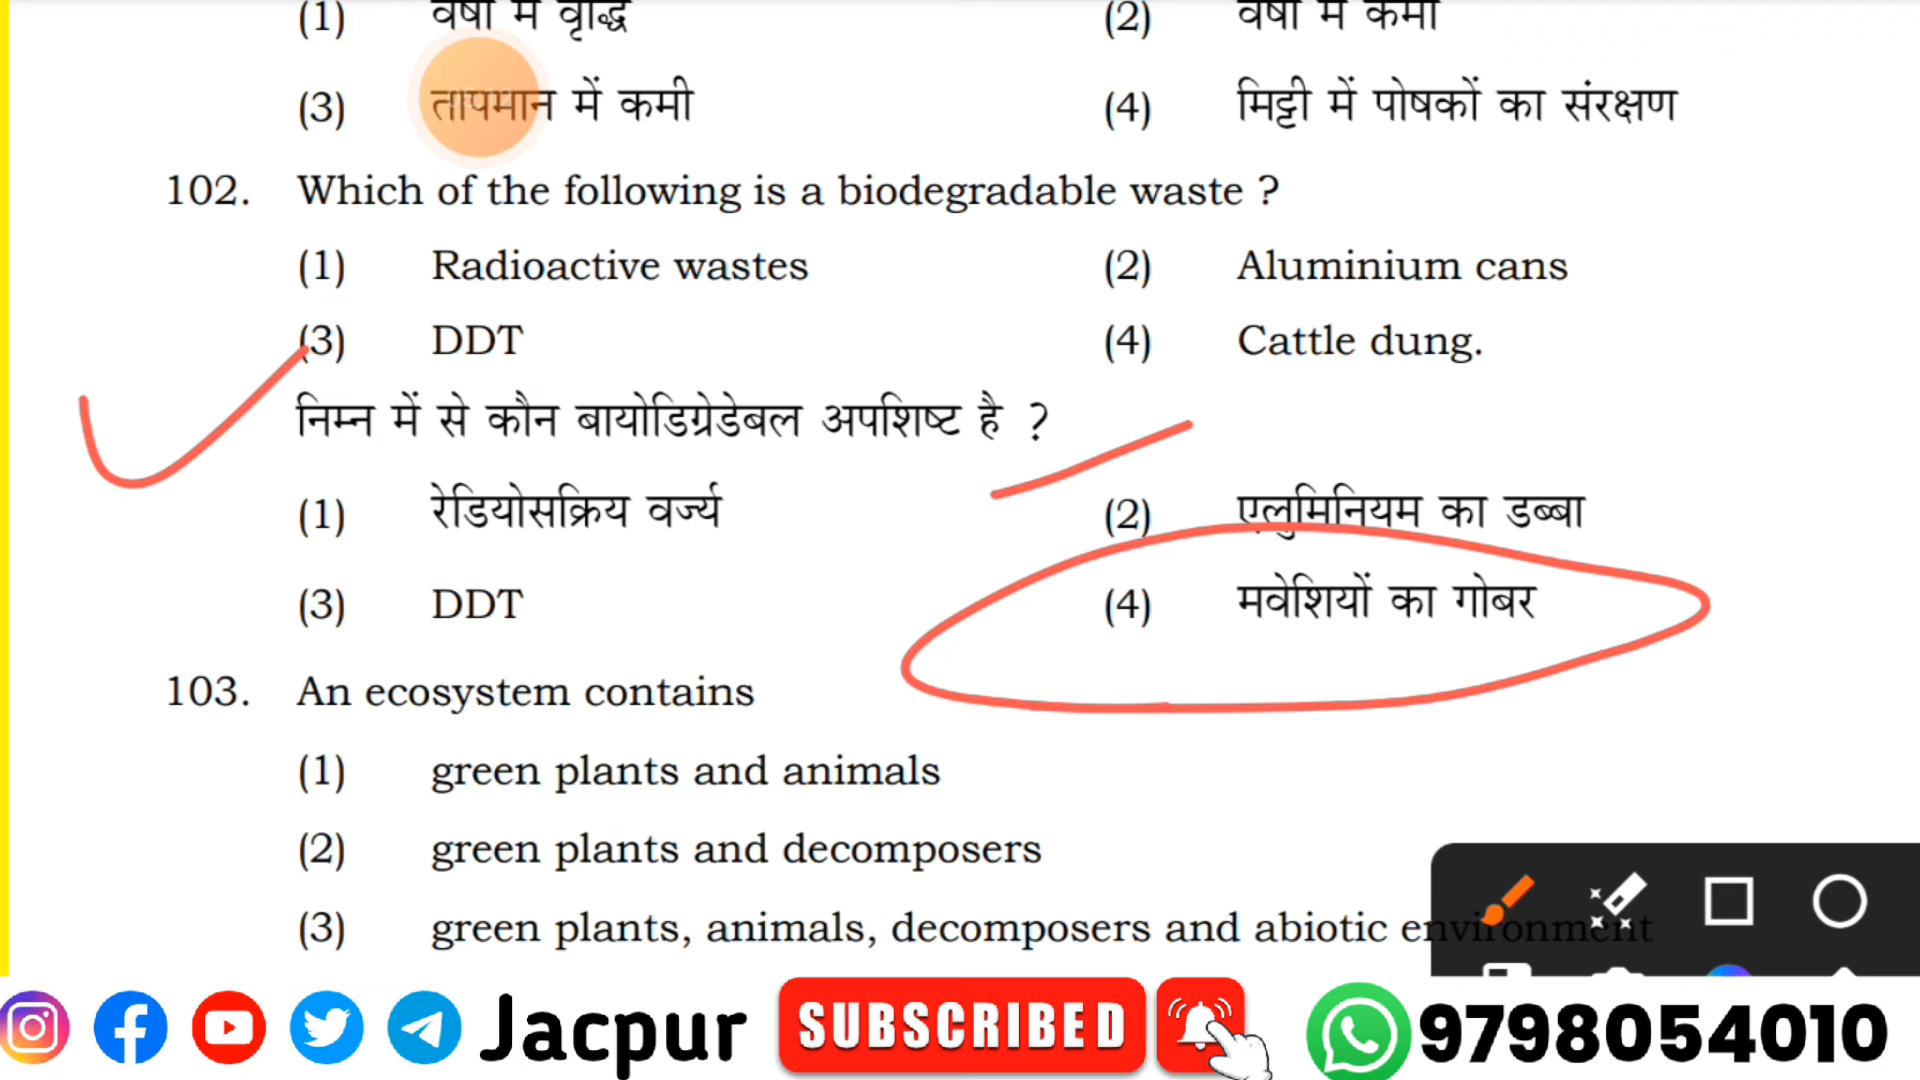 (1) वर्षा में वृद्धि (2) वर्षा में कमी
(3) तापमान में कमी (4) मिट्टी में पोषकों का संरक्षण
102. Which of the following is a biodegradable waste ?
(1) Radioactive wastes (2) Aluminium cans
(3) DDT (4) Cattle dung.
निम्न में से कौन बायोडिग्रेडेबल अपशिष्ट है ?
(1) रेडियोसक्रिय वर्ज्य (2) एलुमिनियम का डब्बा
(3) DDT (4) मवेशियों का गोबर
103. An ecosystem contains
(1) green plants and animals
(2) green plants and decomposers
(3) green plants, animals, decomposers and abiotic environment
Jacpur SUBSCRIBED 9798054010